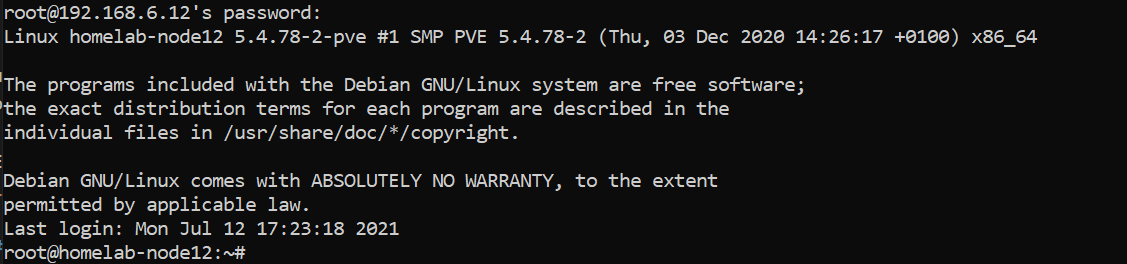 root@192.168.6.12's password:
Linux homelab-node12 5.4.78-2-pve #1 SMP PVE 5.4.78-2 (Thu, 03 Dec 2020 14:26:17 +0100) x86_64
The programs included with the Debian GNU/Linux system are free software;
the exact distribution terms for each program are described in the
individual files in /usr/share/doc/*/copyright.
Debian GNU/Linux comes with ABSOLUTELY NO WARRANTY, to the extent
permitted by applicable law.
Last login: Mon Jul 12 17:23:18 2021
root@homelab-node12:~#